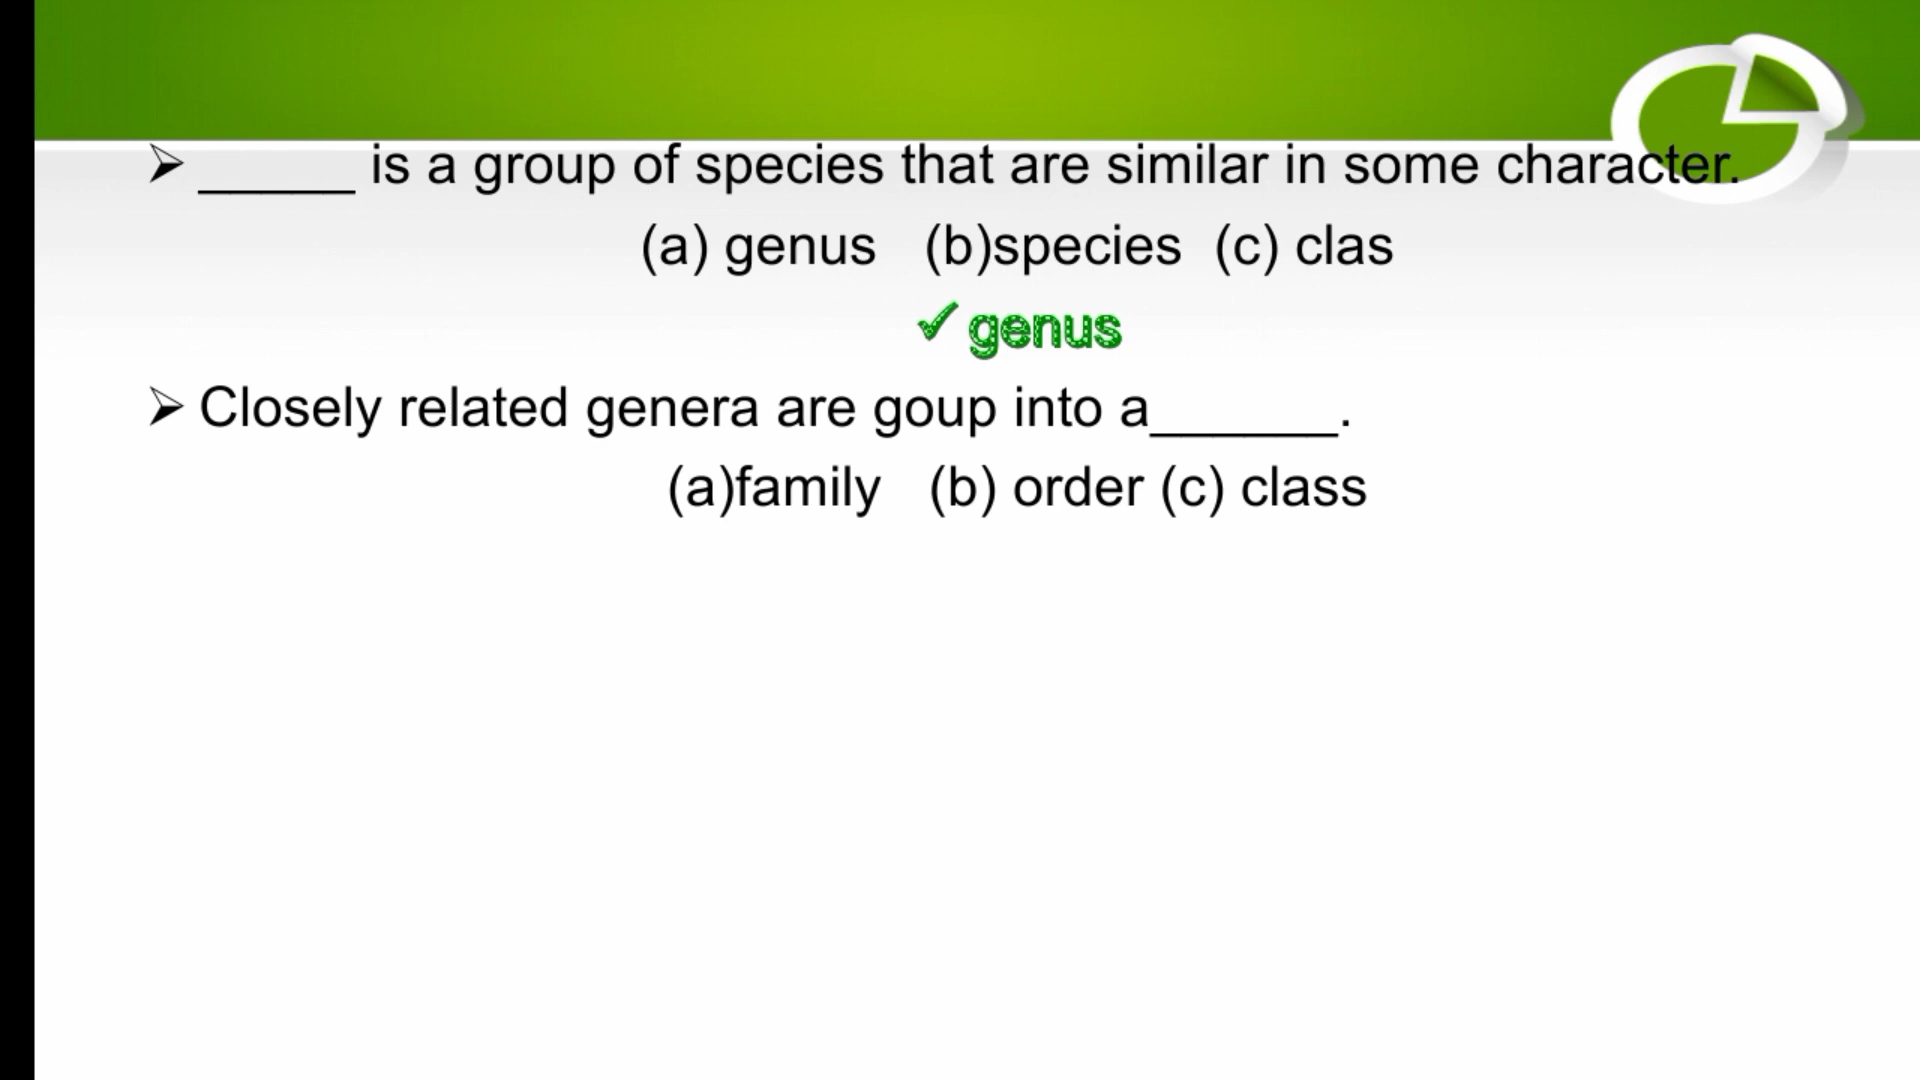 ➢ _____ is a group of species that are similar in some character.
(a) genus (b)species (c) clas
✓ genus
➢ Closely related genera are goup into a______.
(a)family (b) order (c) class